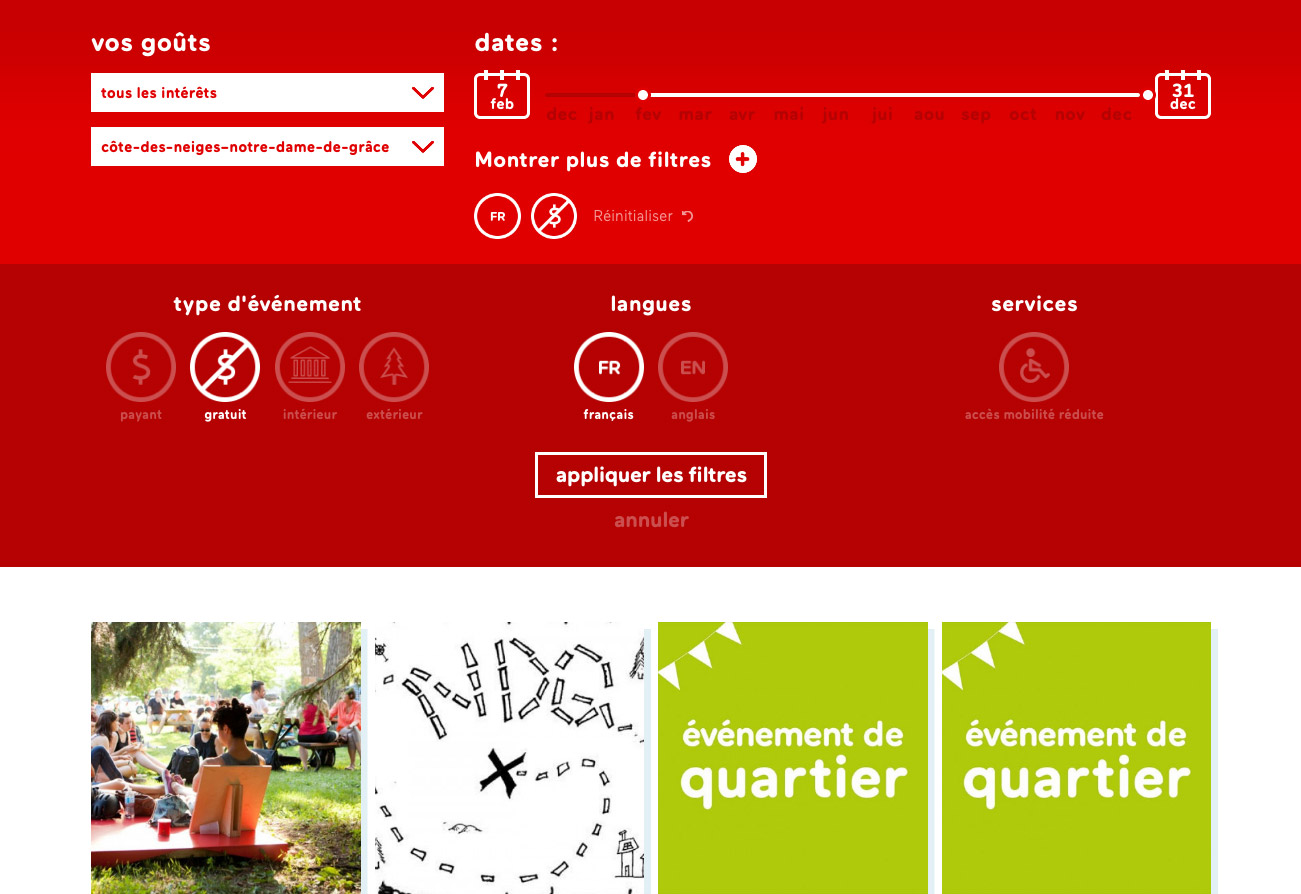 vos goûts
tous les intérêts
côte-des-neiges–notre-dame-de-grâce
dates :
7
feb
dec jan fev mar avr mai jun jui aou sep oct nov déc
31
dec
Montrer plus de filtres
FR $ Réinitialiser
type d'événement
$ $
payant gratuit intérieur extérieur
langues
FR EN
français anglais
services
accès mobilité réduite
appliquer les filtres
annuler
NDG
événement de
quartier
événement de
quartier